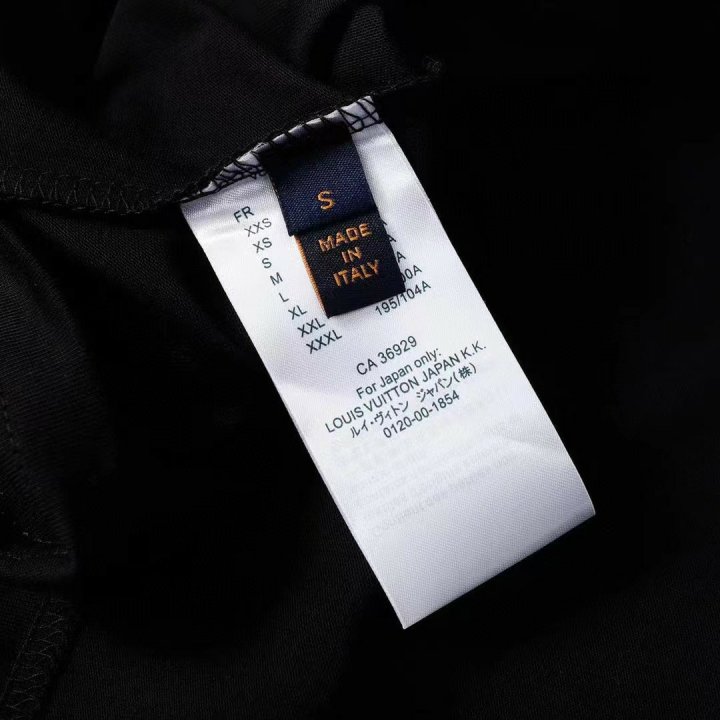 S
MADE
IN
ITALY
FR
XXS
XS
S
M
L
XL
XXL
XXXL
195/104A
CA 36929
For Japan only:
LOUIS VUITTON JAPAN K.K.
ルイ・ヴィトン ジャパン(株)
0120-00-1854